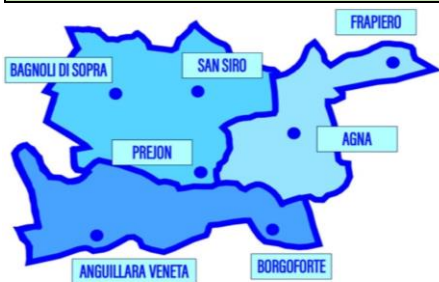 FRAPIERO
BAGNOLI DI SOPRA
SAN SIRO
AGNA
PREJON
ANGUILLARA VENETA
BORGOFORTE